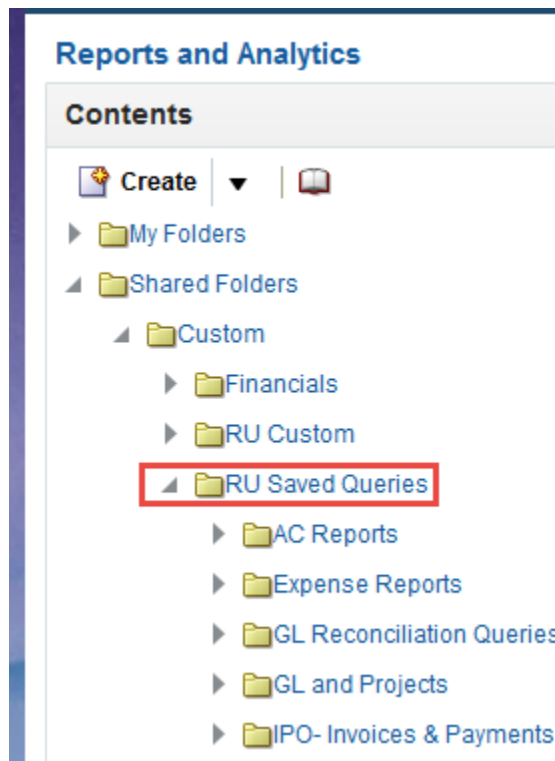 Reports and Analytics
Contents
Create
My Folders
Shared Folders
Custom
Financials
RU Custom
RU Saved Queries
AC Reports
Expense Reports
GL Reconciliation Queries
GL and Projects
IPO- Invoices & Payments